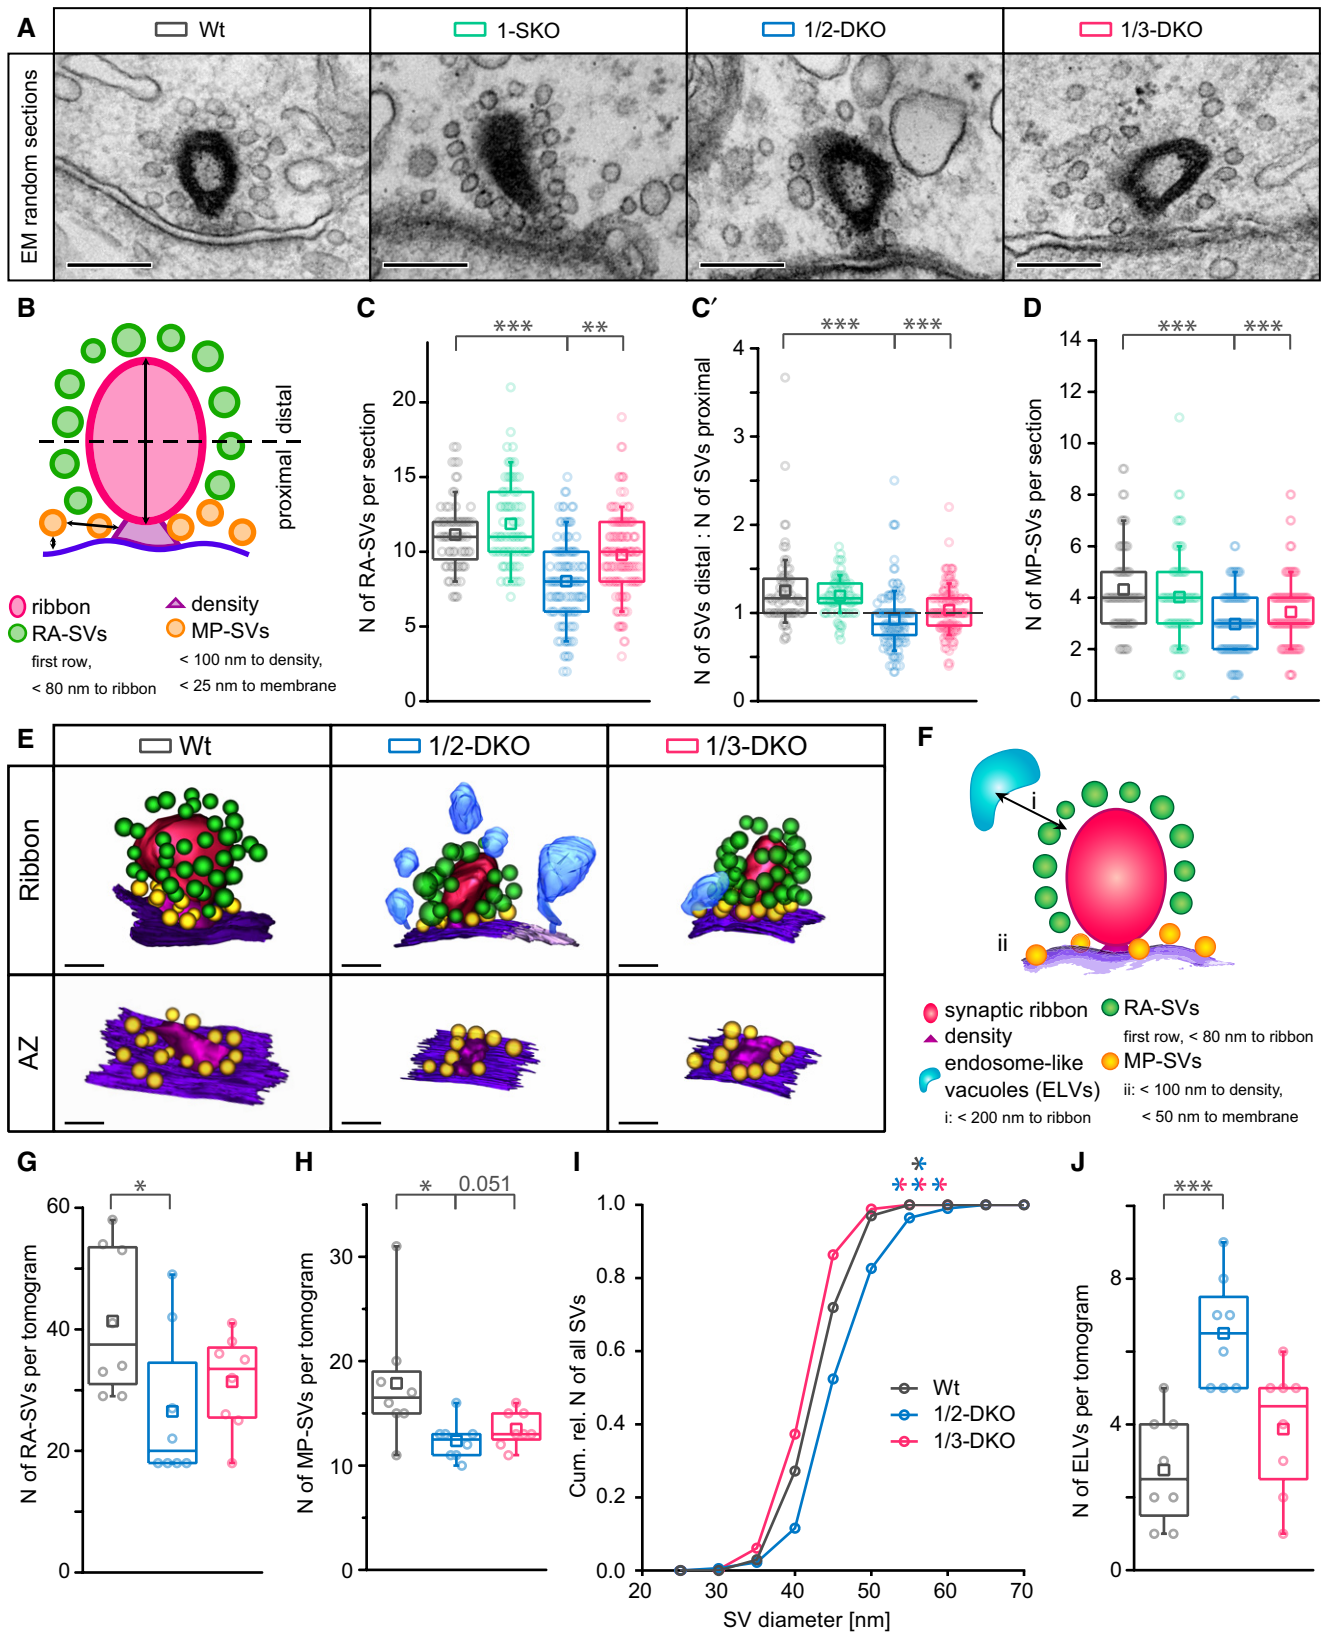 A
Wt
1-SKO
1/2-DKO
1/3-DKO
EM random sections
B
distal
proximal
ribbon
density
RA-SVs
MP-SVs
first row,
< 80 nm to ribbon
< 100 nm to density,
< 25 nm to membrane
C
*** **
N of RA-SVs per section
20
15
10
5
0
C′
*** ***
N of SVs distal : N of SVs proximal
4
3
2
1
0
D
*** ***
N of MP-SVs per section
14
12
10
8
6
4
2
0
E
Wt
1/2-DKO
1/3-DKO
Ribbon
AZ
F
i
ii
synaptic ribbon
density
endosome-like
vacuoles (ELVs)
i: < 200 nm to ribbon
RA-SVs
first row, < 80 nm to ribbon
MP-SVs
ii: < 100 nm to density,
< 50 nm to membrane
G
*
N of RA-SVs per tomogram
60
40
20
0
H
* 0.051
N of MP-SVs per tomogram
30
20
10
0
I
*
* * *
Cum. rel. N of all SVs
1.0
0.8
0.6
0.4
0.2
0.0
20 30 40 50 60 70
SV diameter [nm]
Wt
1/2-DKO
1/3-DKO
J
***
N of ELVs per tomogram
8
4
0